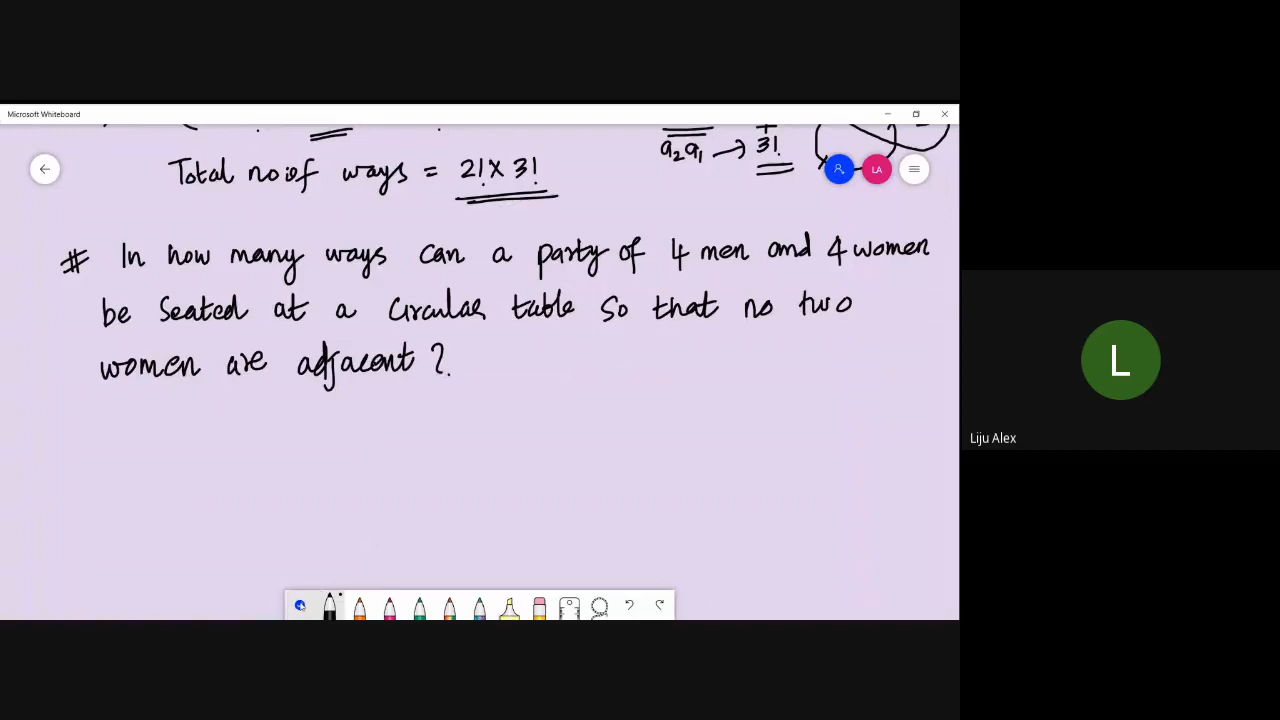 Microsoft Whiteboard
a₂a₁ → 3!
LA
Total no.of ways = 2! × 3!
# In how many ways can a party of 4 men and 4 women
be seated at a circular table so that no two
women are adjacent ?
L
Liju Alex